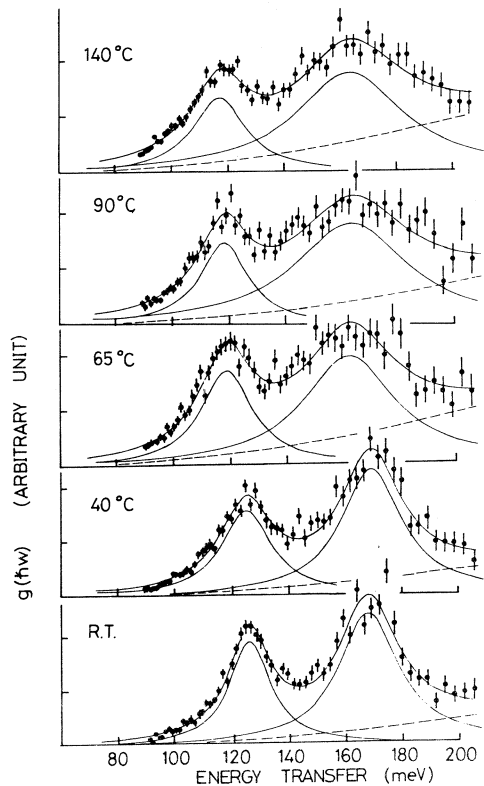 140°C
90°C
65°C
40°C
R.T.
g(ħw) (ARBITRARY UNIT)
80 100 120 140 160 180 200
ENERGY TRANSFER (meV)